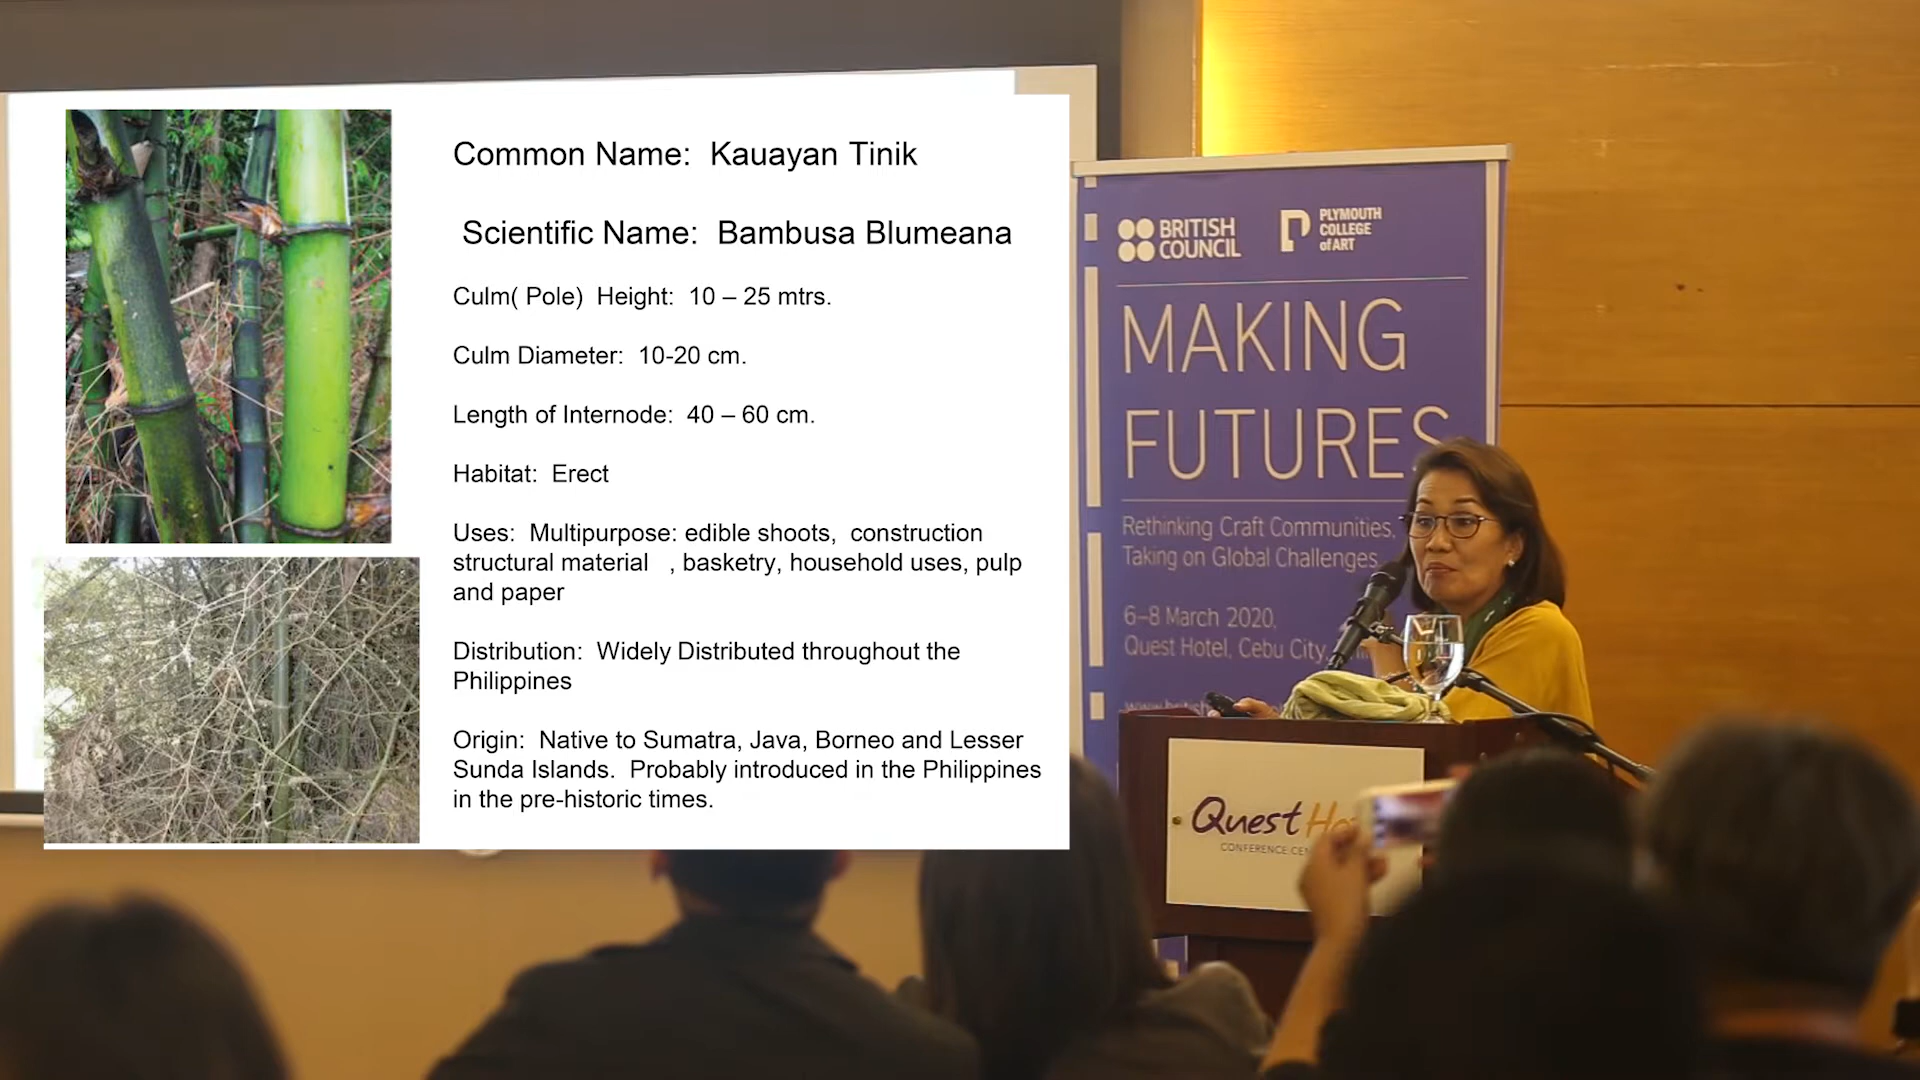 Common Name: Kauayan Tinik
Scientific Name: Bambusa Blumeana
Culm( Pole) Height: 10 – 25 mtrs.
Culm Diameter: 10-20 cm.
Length of Internode: 40 – 60 cm.
Habitat: Erect
Uses: Multipurpose: edible shoots, construction
structural material , basketry, household uses, pulp
and paper
Distribution: Widely Distributed throughout the
Philippines
Origin: Native to Sumatra, Java, Borneo and Lesser
Sunda Islands. Probably introduced in the Philippines
in the pre-historic times.
BRITISH
COUNCIL
PLYMOUTH
COLLEGE
of ART
MAKING
FUTURES
Rethinking Craft Communities,
Taking on Global Challenges
6–8 March 2020,
Quest Hotel, Cebu City,
Quest